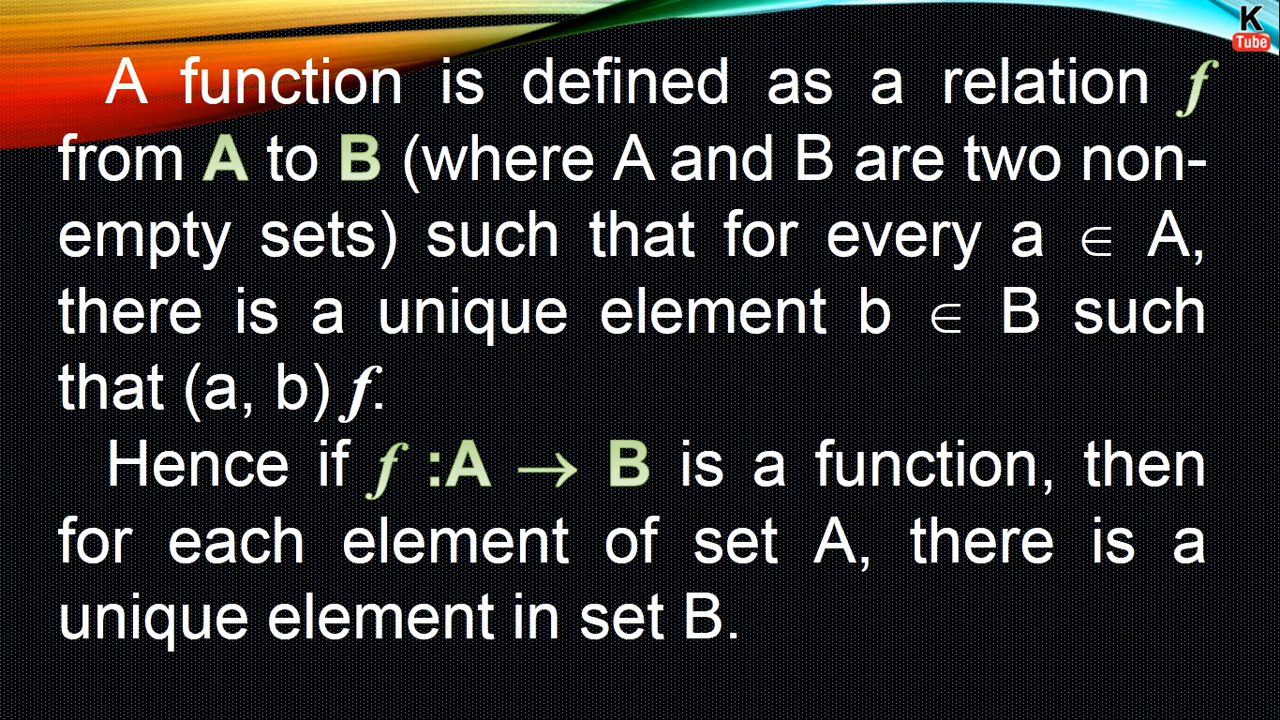 K
Tube
A function is defined as a relation f
from A to B (where A and B are two non-
empty sets) such that for every a ∈ A,
there is a unique element b ∈ B such
that (a, b) f.
Hence if f :A → B is a function, then
for each element of set A, there is a
unique element in set B.